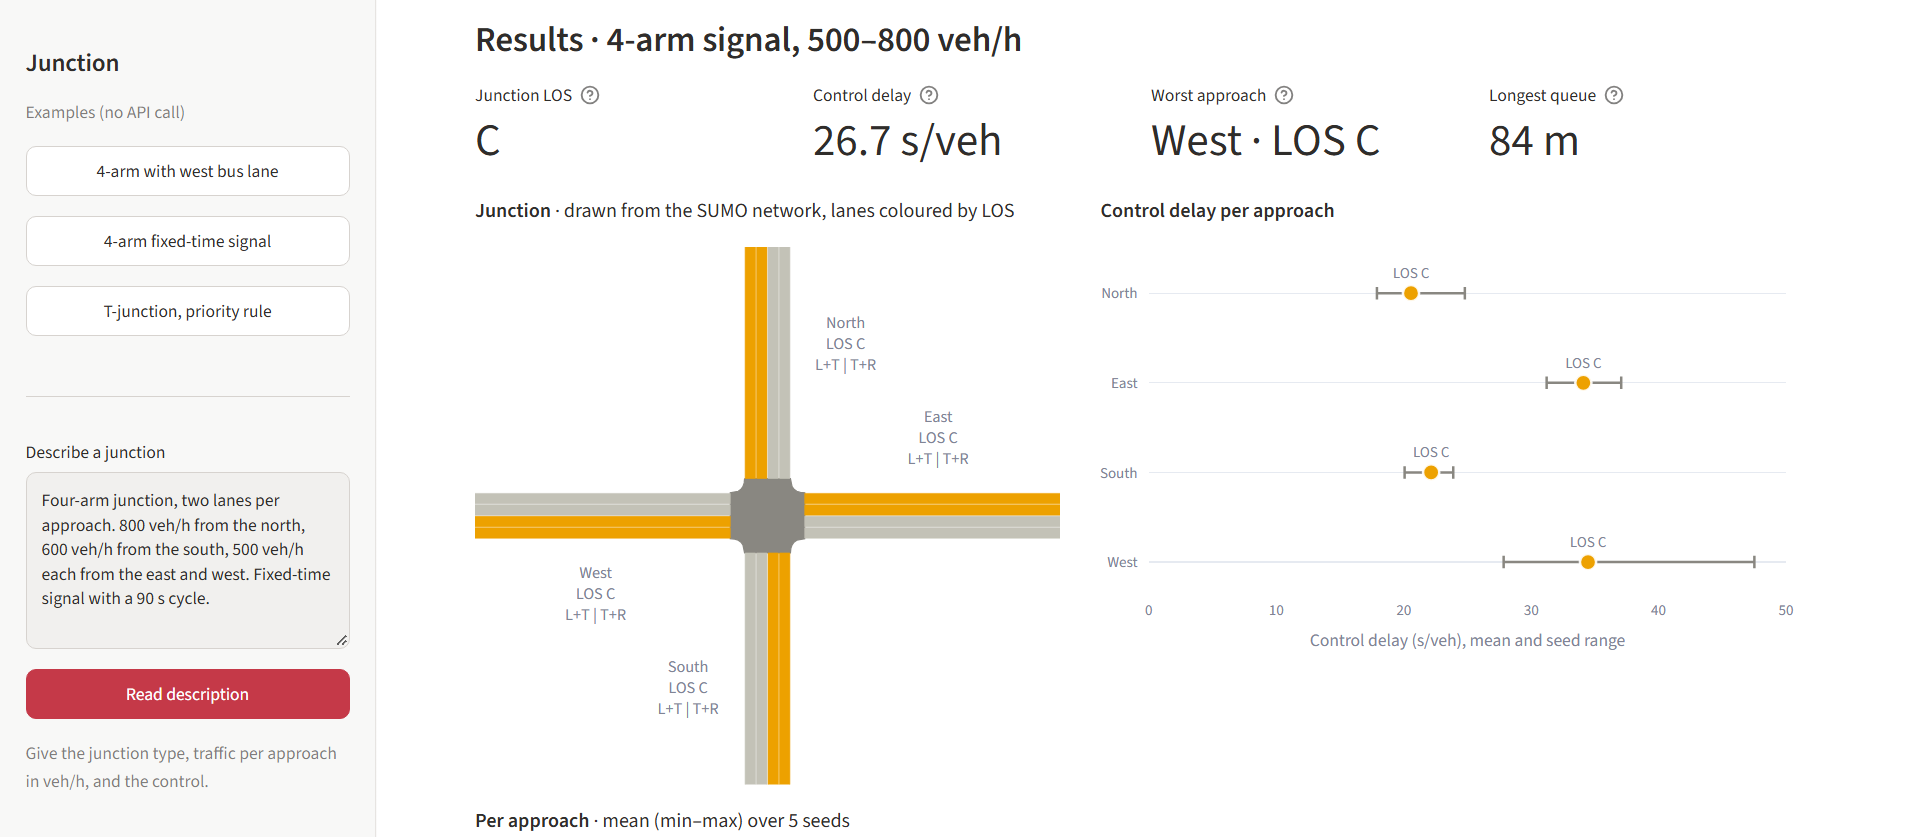 Junction
Examples (no API call)
4-arm with west bus lane
4-arm fixed-time signal
T-junction, priority rule
Describe a junction
Four-arm junction, two lanes per
approach. 800 veh/h from the north,
600 veh/h from the south, 500 veh/h
each from the east and west. Fixed-time
signal with a 90 s cycle.
Read description
Give the junction type, traffic per approach
in veh/h, and the control.
Results · 4-arm signal, 500–800 veh/h
Junction LOS ?
C
Control delay ?
26.7 s/veh
Worst approach ?
West · LOS C
Longest queue ?
84 m
Junction · drawn from the SUMO network, lanes coloured by LOS
North
LOS C
L+T | T+R
East
LOS C
L+T | T+R
West
LOS C
L+T | T+R
South
LOS C
L+T | T+R
Control delay per approach
LOS C
North
LOS C
East
LOS C
South
LOS C
West
0 10 20 30 40 50
Control delay (s/veh), mean and seed range
Per approach · mean (min–max) over 5 seeds